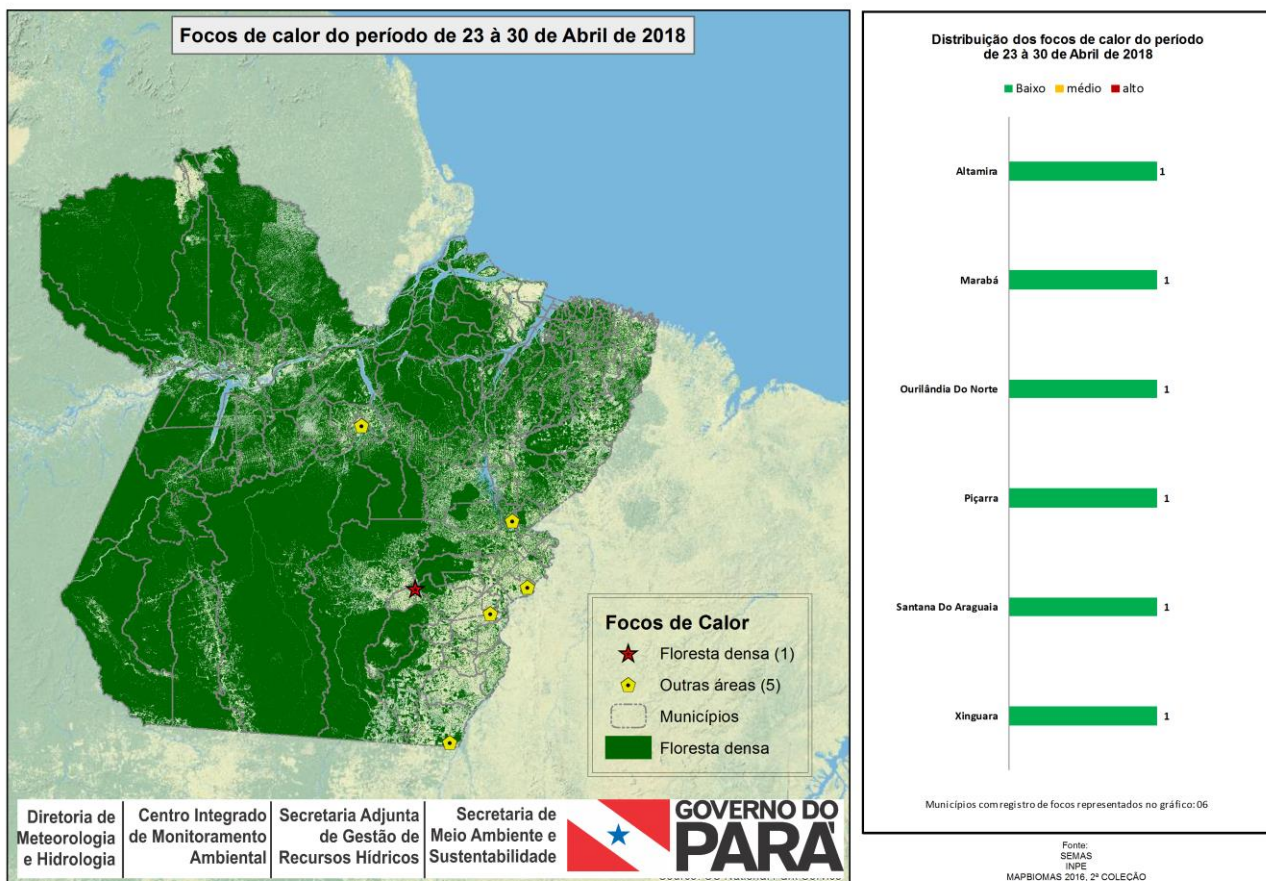 Focos de calor do período de 23 à 30 de Abril de 2018
Focos de Calor
Floresta densa (1)
Outras áreas (5)
Municípios
Floresta densa
Diretoria de
Meteorologia
e Hidrologia
Centro Integrado
de Monitoramento
Ambiental
Secretaria Adjunta
de Gestão de
Recursos Hídricos
Secretaria de
Meio Ambiente e
Sustentabilidade
GOVERNO DO
PARÁ
Source: US National Park Service
Distribuição dos focos de calor do período
de 23 à 30 de Abril de 2018
Baixo médio alto
Altamira 1
Marabá 1
Ourilândia Do Norte 1
Piçarra 1
Santana Do Araguaia 1
Xinguara 1
Municípios com registro de focos representados no gráfico: 06
Fonte:
SEMAS
INPE
MAPBIOMAS 2016, 2ª COLEÇÃO